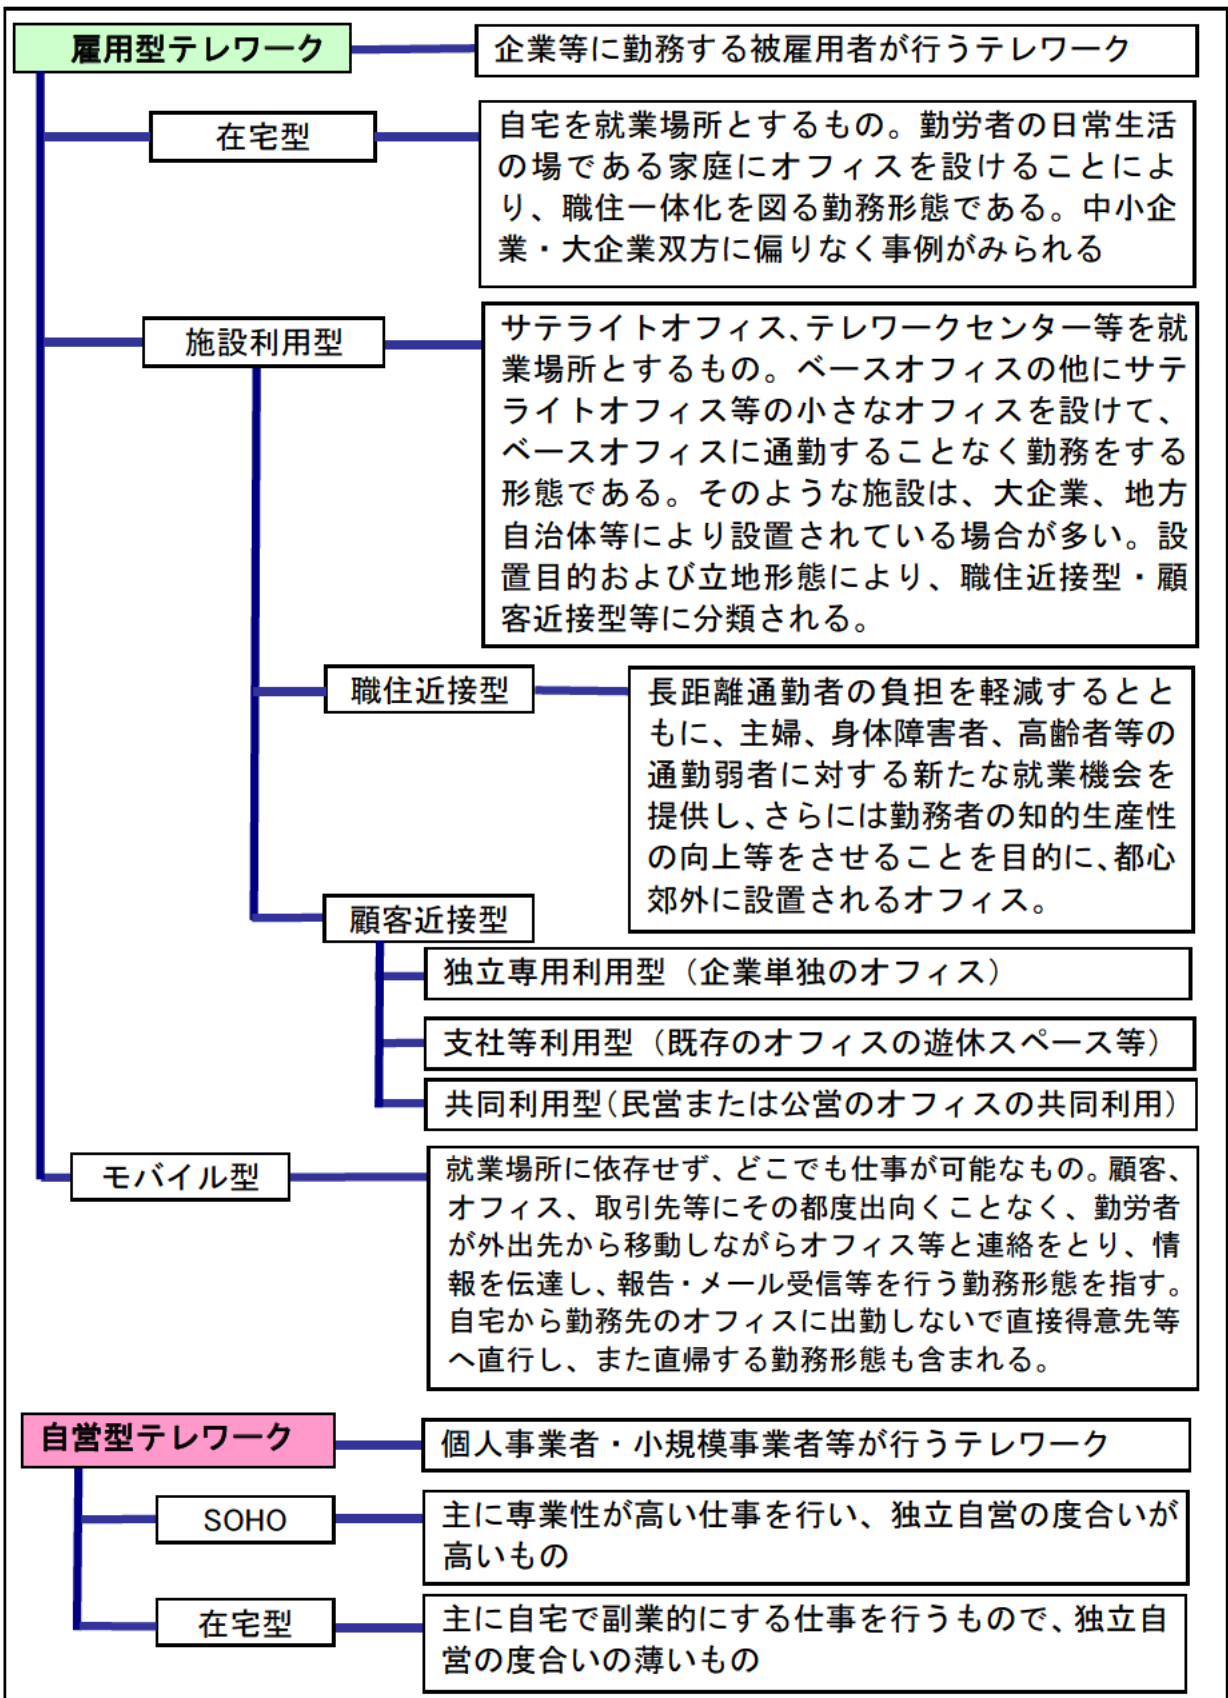 雇用型テレワーク
企業等に勤務する被雇用者が行うテレワーク
在宅型
自宅を就業場所とするもの。勤労者の日常生活
の場である家庭にオフィスを設けることによ
り、職住一体化を図る勤務形態である。中小企
業・大企業双方に偏りなく事例がみられる
施設利用型
サテライトオフィス、テレワークセンター等を就
業場所とするもの。ベースオフィスの他にサテ
ライトオフィス等の小さなオフィスを設けて、
ベースオフィスに通勤することなく勤務をする
形態である。そのような施設は、大企業、地方
自治体等により設置されている場合が多い。設
置目的および立地形態により、職住近接型・顧
客近接型等に分類される。
職住近接型
長距離通勤者の負担を軽減するとと
もに、主婦、身体障害者、高齢者等の
通勤弱者に対する新たな就業機会を
提供し、さらには勤務者の知的生産性
の向上等をさせることを目的に、都心
郊外に設置されるオフィス。
顧客近接型
独立専用利用型（企業単独のオフィス）
支社等利用型（既存のオフィスの遊休スペース等）
共同利用型（民営または公営のオフィスの共同利用）
モバイル型
就業場所に依存せず、どこでも仕事が可能なもの。顧客、
オフィス、取引先等にその都度出向くことなく、勤労者
が外出先から移動しながらオフィス等と連絡をとり、情
報を伝達し、報告・メール受信等を行う勤務形態を指す。
自宅から勤務先のオフィスに出勤しないで直接得意先等
へ直行し、また直帰する勤務形態も含まれる。
自営型テレワーク
個人事業者・小規模事業者等が行うテレワーク
SOHO
主に専業性が高い仕事を行い、独立自営の度合いが
高いもの
在宅型
主に自宅で副業的にする仕事を行うもので、独立自
営の度合いの薄いもの